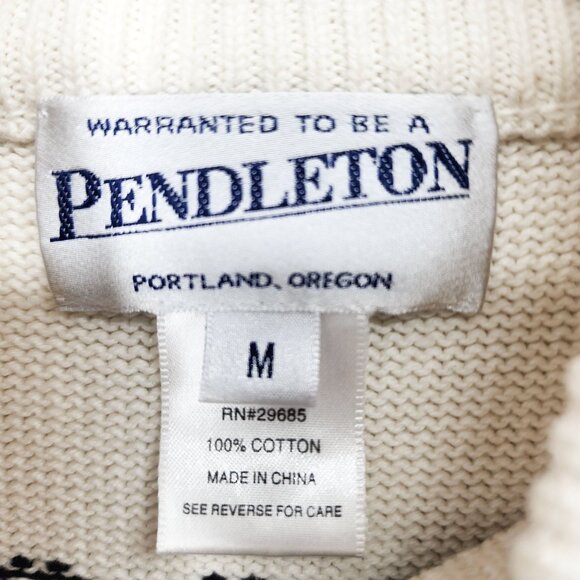 WARRANTED TO BE A
PENDLETON
PORTLAND, OREGON
M
RN#29685
100% COTTON
MADE IN CHINA
SEE REVERSE FOR CARE